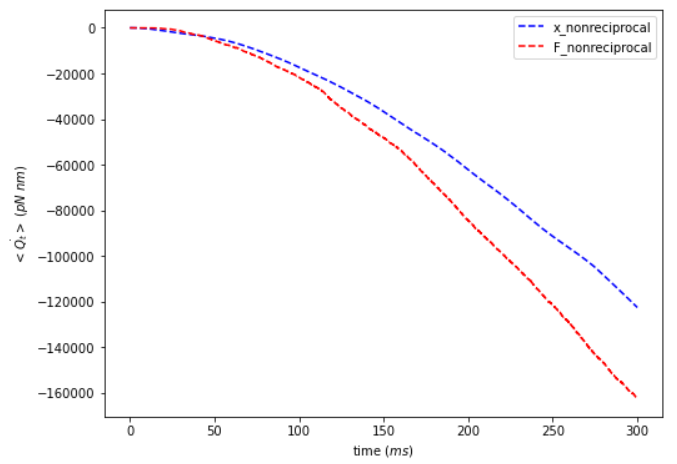 x_nonreciprocal
F_nonreciprocal
0
−20000
−40000
−60000
−80000
−100000
−120000
−140000
−160000
< Q̇_t > (pN nm)
0 50 100 150 200 250 300
time (ms)